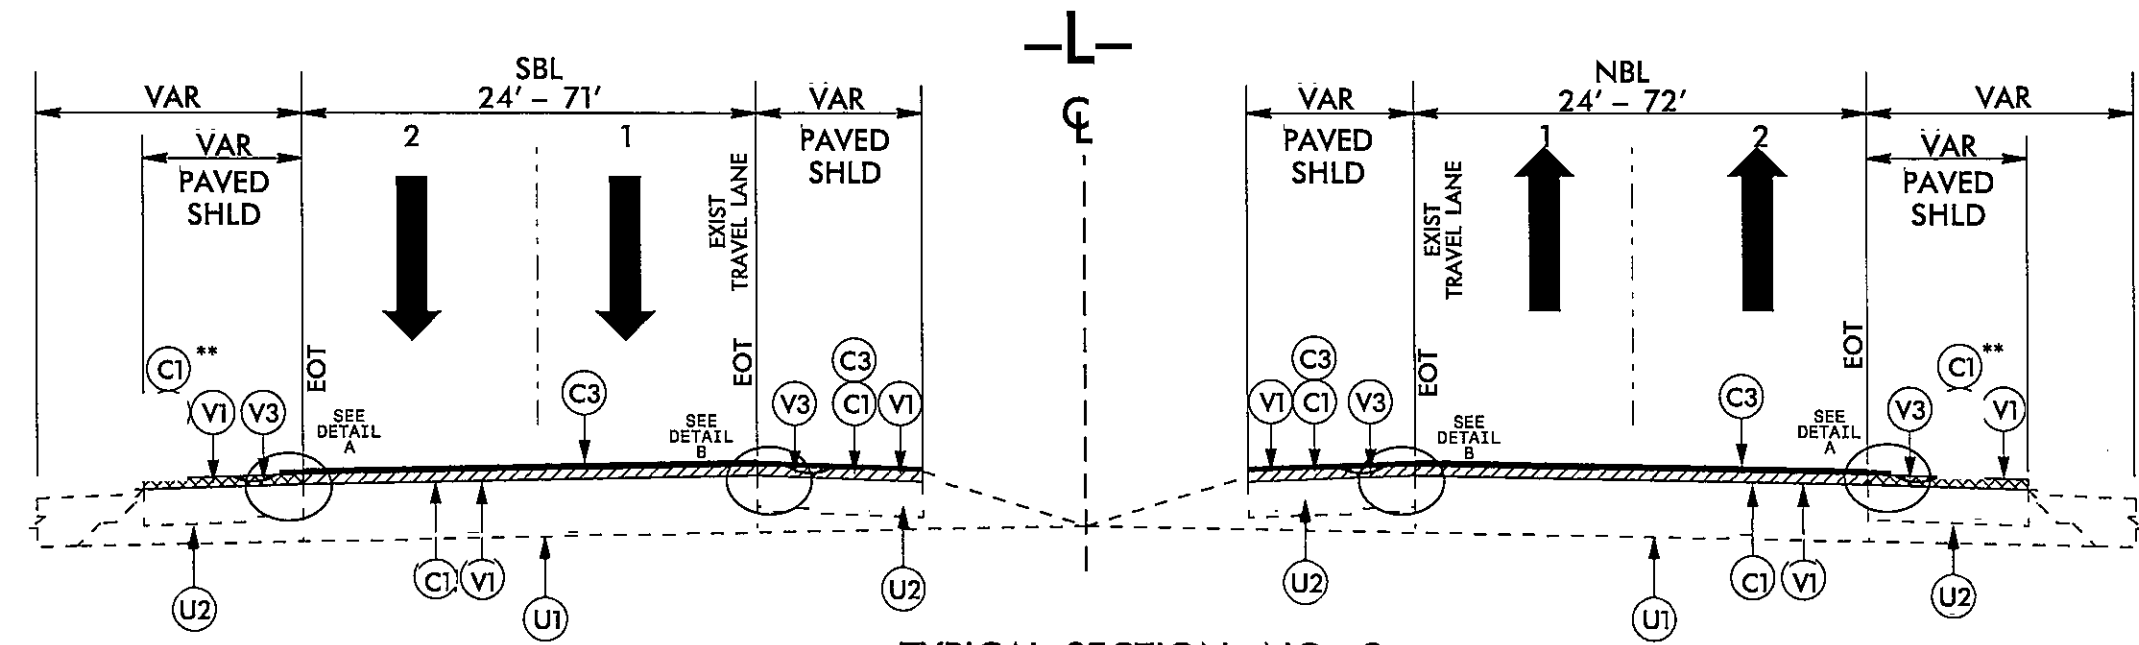 -L-
SBL
NBL
VAR
24' - 71'
VAR
℄
VAR
24' - 72'
VAR
2
1
PAVED
SHLD
PAVED
SHLD
1
2
VAR
PAVED
SHLD
VAR
PAVED
SHLD
EXIST
TRAVEL LANE
EXIST
TRAVEL LANE
EOT
EOT
EOT
EOT
C1 **
C3
C3
C1 **
V1
V3
C3
V3
C1
V1
V1
C1
V3
C3
V3
V1
SEE
DETAIL
A
SEE
DETAIL
B
SEE
DETAIL
B
SEE
DETAIL
A
C1
V1
U2
C1
V1
U2
U2
U1
U2
U1